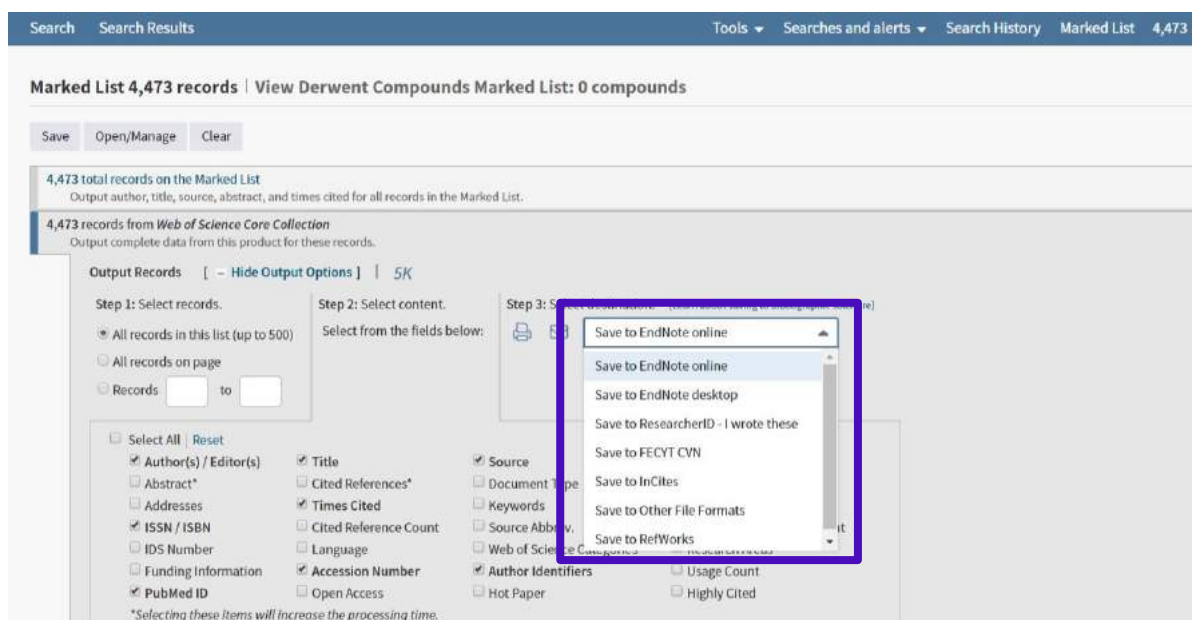 Search Search Results Tools Searches and alerts Search History Marked List 4,473
Marked List 4,473 records | View Derwent Compounds Marked List: 0 compounds
Save Open/Manage Clear
4,473 total records on the Marked List
Output author, title, source, abstract, and times cited for all records in the Marked List.
4,473 records from Web of Science Core Collection
Output complete data from this product for these records.
Output Records [ – Hide Output Options ] | 5K
Step 1: Select records. Step 2: Select content. Step 3:
All records in this list (up to 500) Select from the fields below: Save to EndNote online
All records on page Save to EndNote online
Records to Save to EndNote desktop
Save to ResearcherID - I wrote these
Select All | Reset Save to FECYT CVN
Author(s) / Editor(s) Title Source
Abstract* Cited References* Document Type Save to InCites
Addresses Times Cited Keywords Save to Other File Formats
ISSN / ISBN Cited Reference Count Source Abbrev.
IDS Number Language Web of Science Categories Save to RefWorks
Funding Information Accession Number Author Identifiers Usage Count
PubMed ID Open Access Hot Paper Highly Cited
*Selecting these items will increase the processing time.